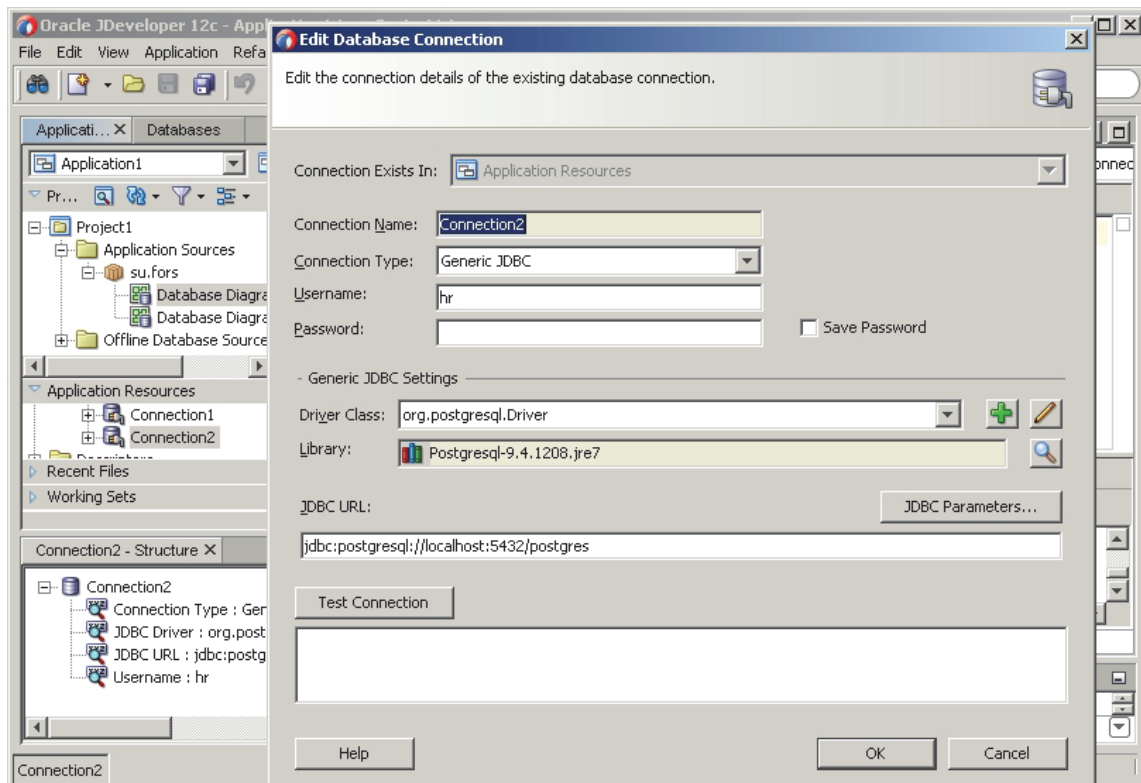 Oracle JDeveloper 12c - Appl
File Edit View Application Refa
Applicati... Databases
Application1
Pr...
Project1
Application Sources
su.fors
Database Diagra
Database Diagra
Offline Database Source
Application Resources
Connection1
Connection2
Recent Files
Working Sets
Connection2 - Structure
Connection2
Connection Type : Gen
JDBC Driver : org.post
JDBC URL : jdbc:postg
Username : hr
Connection2
Edit Database Connection
Edit the connection details of the existing database connection.
Connection Exists In: Application Resources
Connection Name: Connection2
Connection Type: Generic JDBC
Username: hr
Password: Save Password
Generic JDBC Settings
Driver Class: org.postgresql.Driver
Library: Postgresql-9.4.1208.jre7
JDBC URL: JDBC Parameters...
jdbc:postgresql://localhost:5432/postgres
Test Connection
Help OK Cancel
onnec